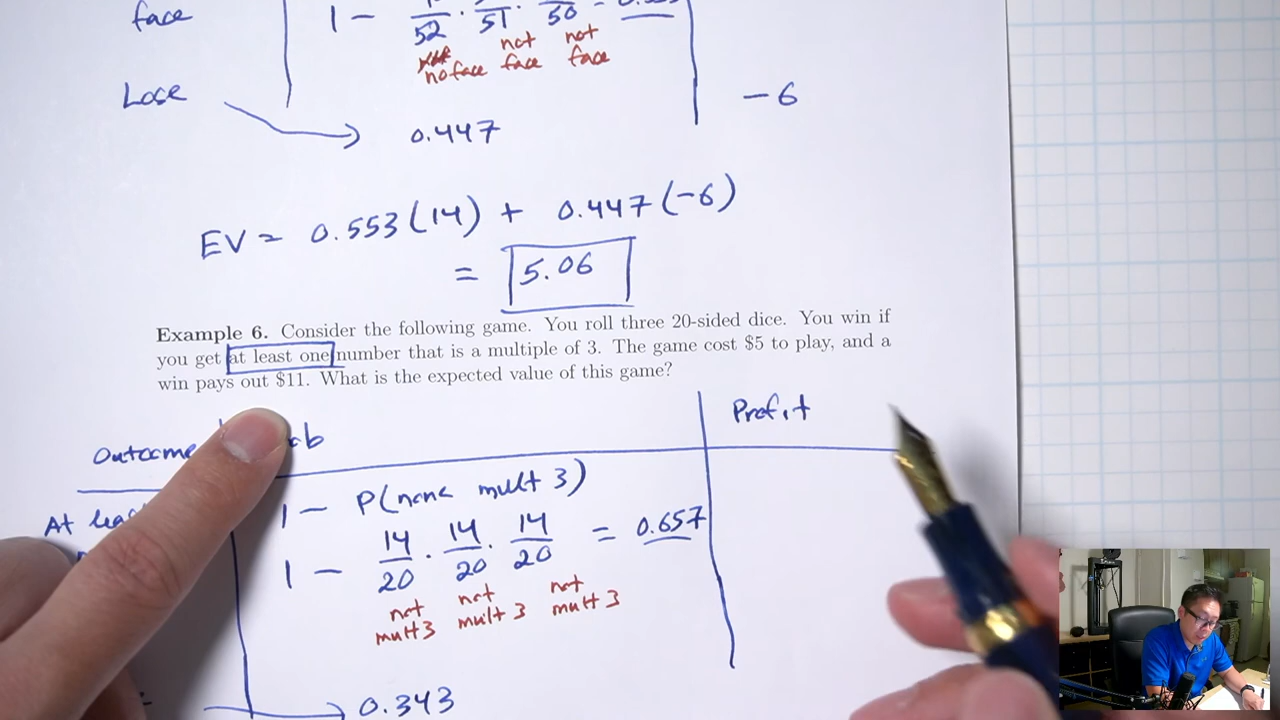 face
1 - 52 · 51 · 50 =
no face not face not face
Lose
0.447
-6
EV = 0.553(14) + 0.447(-6)
= 5.06
Example 6. Consider the following game. You roll three 20-sided dice. You win if
you get at least one number that is a multiple of 3. The game cost $5 to play, and a
win pays out $11. What is the expected value of this game?
Outcome Profit
At 1 - P(none mult 3)
1 - 14/20 · 14/20 · 14/20 = 0.657
not mult 3 not mult 3 not mult 3
0.343